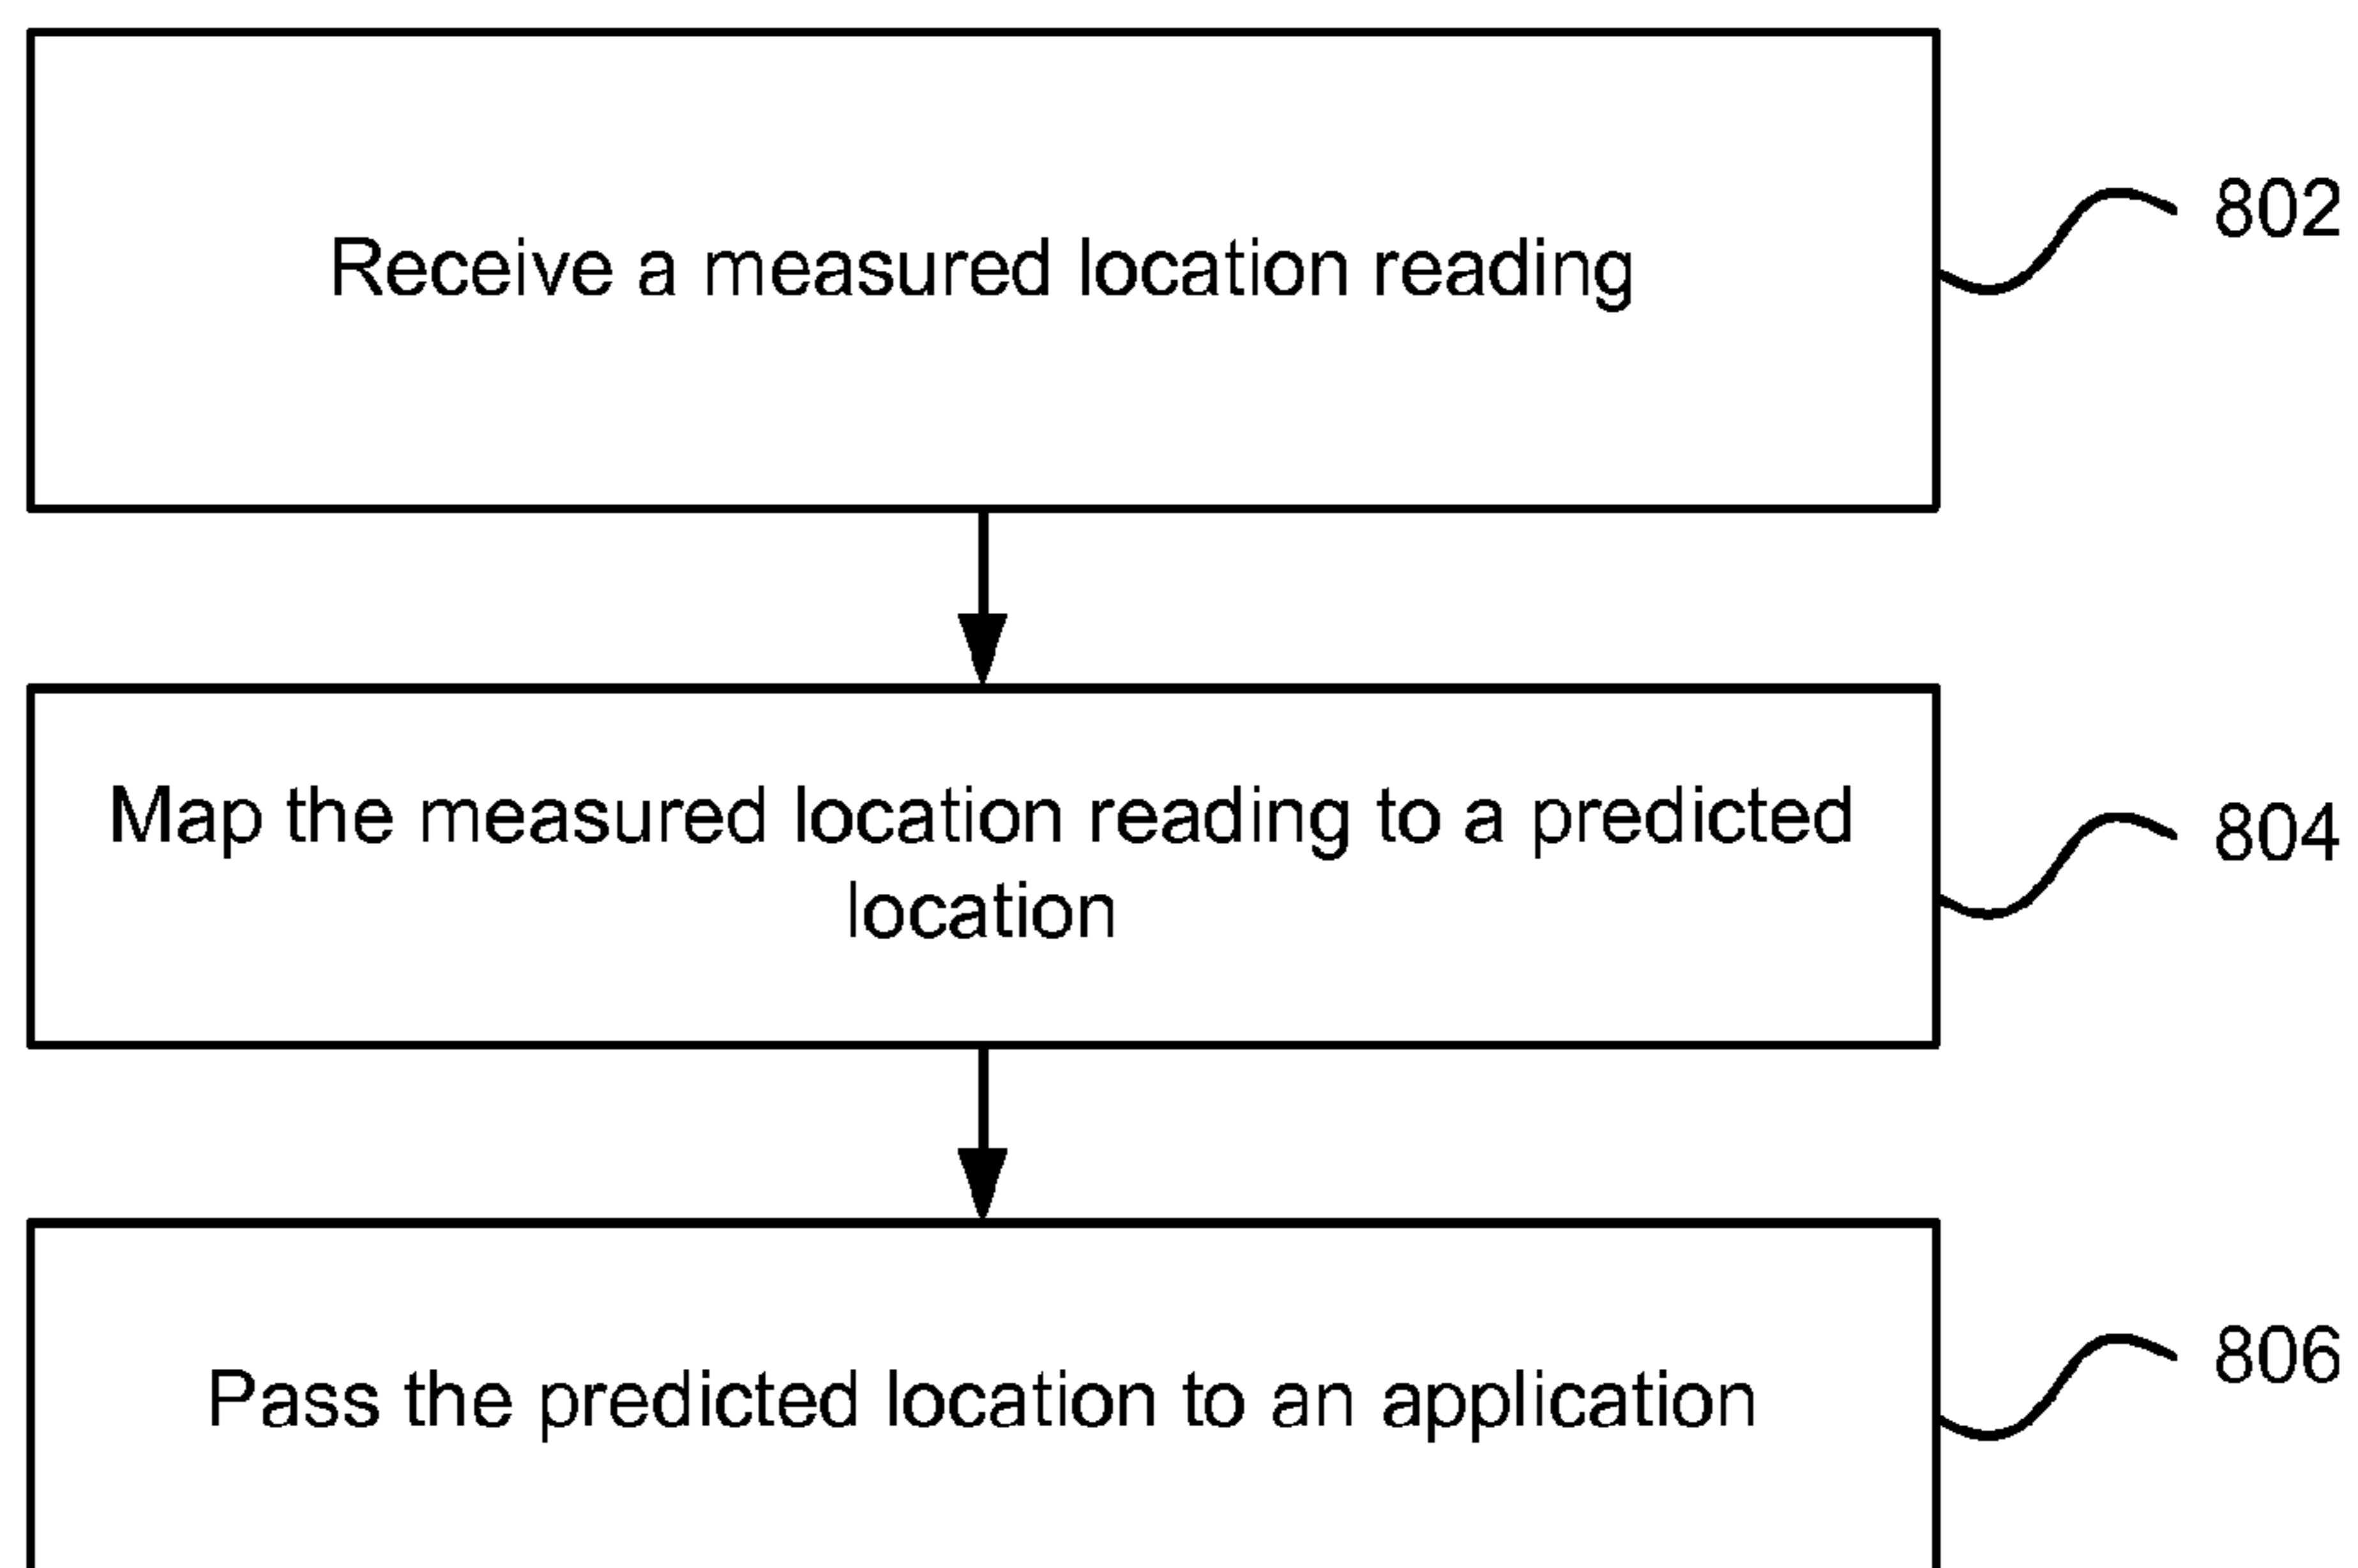 Receive a measured location reading
802
Map the measured location reading to a predicted
location
804
Pass the predicted location to an application
806